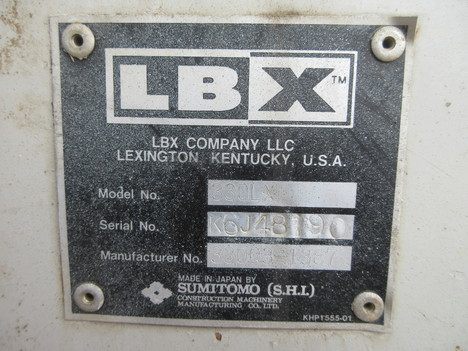 LBX™
LBX COMPANY LLC
LEXINGTON KENTUCKY, U.S.A.
Model No.
Serial No.
Manufacturer No.
MADE IN JAPAN BY
SUMITOMO (S.H.I.)
CONSTRUCTION MACHINERY
MANUFACTURING CO., LTD.
KHP1555-01